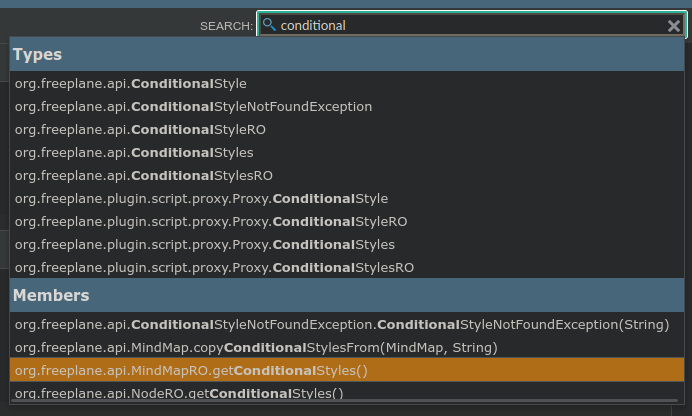 SEARCH: conditional
Types
org.freeplane.api.ConditionalStyle
org.freeplane.api.ConditionalStyleNotFoundException
org.freeplane.api.ConditionalStyleRO
org.freeplane.api.ConditionalStyles
org.freeplane.api.ConditionalStylesRO
org.freeplane.plugin.script.proxy.Proxy.ConditionalStyle
org.freeplane.plugin.script.proxy.Proxy.ConditionalStyleRO
org.freeplane.plugin.script.proxy.Proxy.ConditionalStyles
org.freeplane.plugin.script.proxy.Proxy.ConditionalStylesRO
Members
org.freeplane.api.ConditionalStyleNotFoundException.ConditionalStyleNotFoundException(String)
org.freeplane.api.MindMap.copyConditionalStylesFrom(MindMap, String)
org.freeplane.api.MindMapRO.getConditionalStyles()
org.freeplane.api.NodeRO.getConditionalStyles()